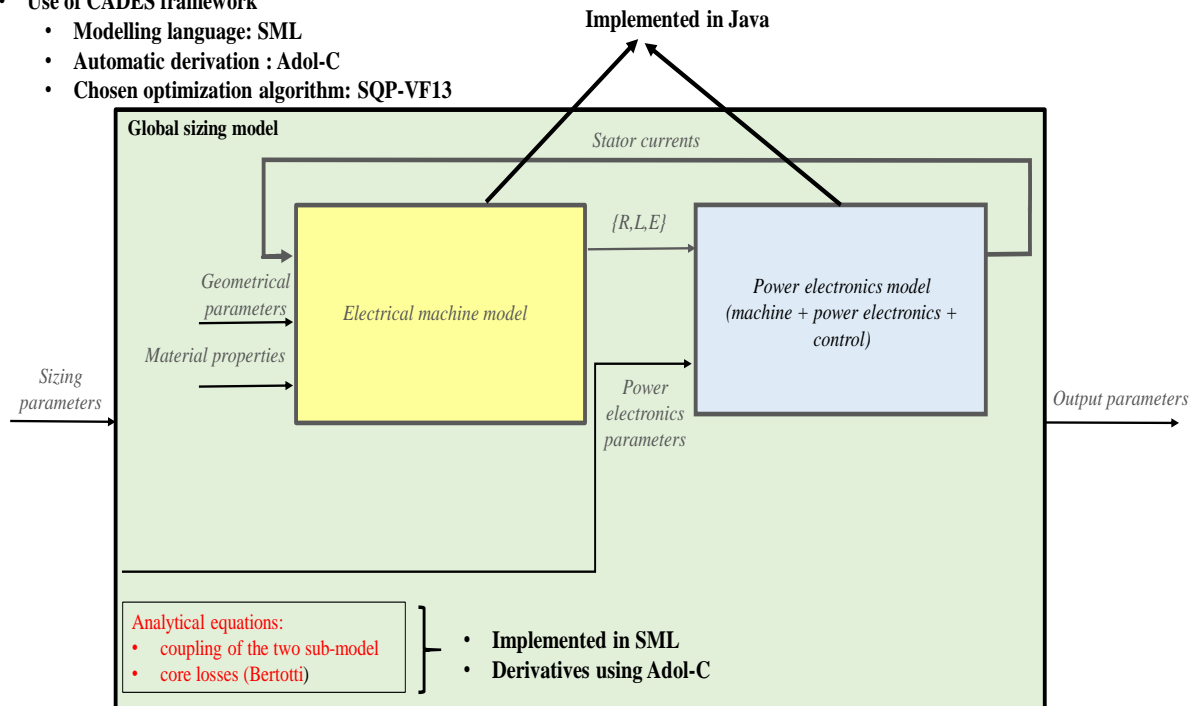 • Use of CADES framework
• Modelling language: SML
• Automatic derivation : Adol-C
• Chosen optimization algorithm: SQP-VF13
Implemented in Java
Global sizing model
Stator currents
{R,L,E}
Geometrical
parameters
Electrical machine model
Power electronics model
(machine + power electronics +
control)
Material properties
Sizing
parameters
Power
electronics
parameters
Output parameters
Analytical equations:
• coupling of the two sub-model
• core losses (Bertotti)
• Implemented in SML
• Derivatives using Adol-C